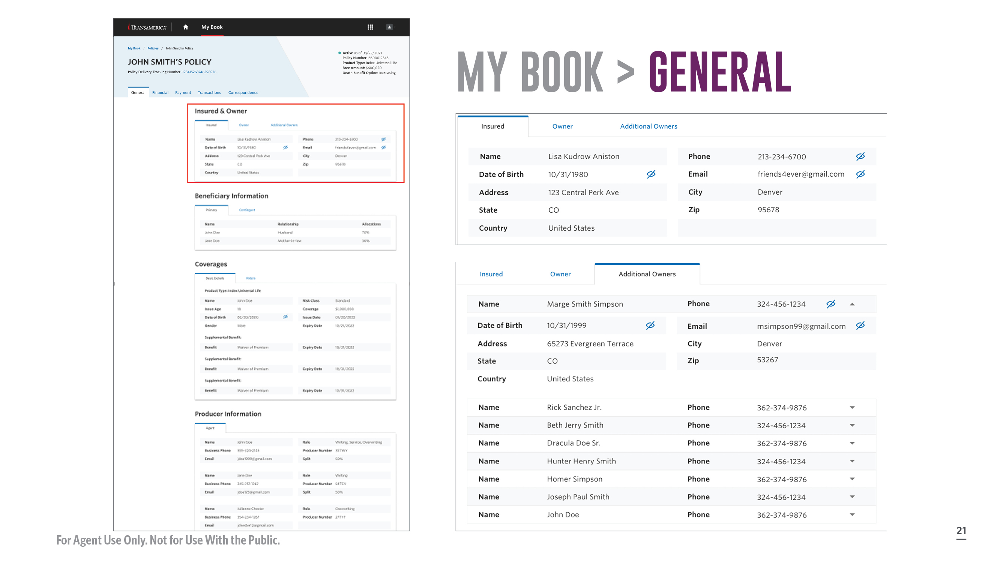 TRANSAMERICA
My Book
My Book / Policies / John Smith's Policy
JOHN SMITH'S POLICY
Policy Delivery Tracking Number: 123415263746298976
Active as of 03/22/2021
Policy Number: 6600012345
Product Type: Index Universal Life
Face Amount: $600,020
Death Benefit Option: Increasing
General Financial Payment Transactions Correspondence
Insured & Owner
Insured Owner Additional Owners
Name Lisa Kudrow Aniston Phone 213-234-6700
Date of Birth 10/31/1980 Email friends4ever@gmail.com
Address 123 Central Perk Ave City Denver
State CO Zip 95678
Country United States
Beneficiary Information
Primary Contingent
Name Relationship Allocations
John Doe Husband 70%
Jane Doe Mother-in-law 30%
Coverages
Basic Details Riders
Product Type: Index Universal Life
Name John Doe Risk Class Standard
Issue Age 18 Coverage $1,000,000
Date of Birth 02/20/2000 Issue Date 01/20/2022
Gender Male Expiry Date 10/21/2022
Supplemental Benefit:
Benefit Waiver of Premium Expiry Date 10/31/2022
Supplemental Benefit:
Benefit Waiver of Premium Expiry Date 10/31/2022
Supplemental Benefit:
Benefit Waiver of Premium Expiry Date 10/31/2022
Producer Information
Agent
Name John Doe Role Writing, Service, Overwriting
Business Phone 555-324-2145 Producer Number
Email jdoe1999@gmail.com Split 50%
Name Jane Doe Role Writing
Business Phone Producer Number
Email jdoe123@gmail.com Split 50%
Name Julianne Chester Role Overwriting
Business Phone 354-234-1267 Producer Number
Email
MY BOOK > GENERAL
Insured Owner Additional Owners
Name Lisa Kudrow Aniston Phone 213-234-6700
Date of Birth 10/31/1980 Email friends4ever@gmail.com
Address 123 Central Perk Ave City Denver
State CO Zip 95678
Country United States
Insured Owner Additional Owners
Name Marge Smith Simpson Phone 324-456-1234
Date of Birth 10/31/1999 Email msimpson99@gmail.com
Address 65273 Evergreen Terrace City Denver
State CO Zip 53267
Country United States
Name Rick Sanchez Jr. Phone 362-374-9876
Name Beth Jerry Smith Phone 324-456-1234
Name Dracula Doe Sr. Phone 362-374-9876
Name Hunter Henry Smith Phone 324-456-1234
Name Homer Simpson Phone 362-374-9876
Name Joseph Paul Smith Phone 324-456-1234
Name John Doe Phone 362-374-9876
For Agent Use Only. Not for Use With the Public.
21